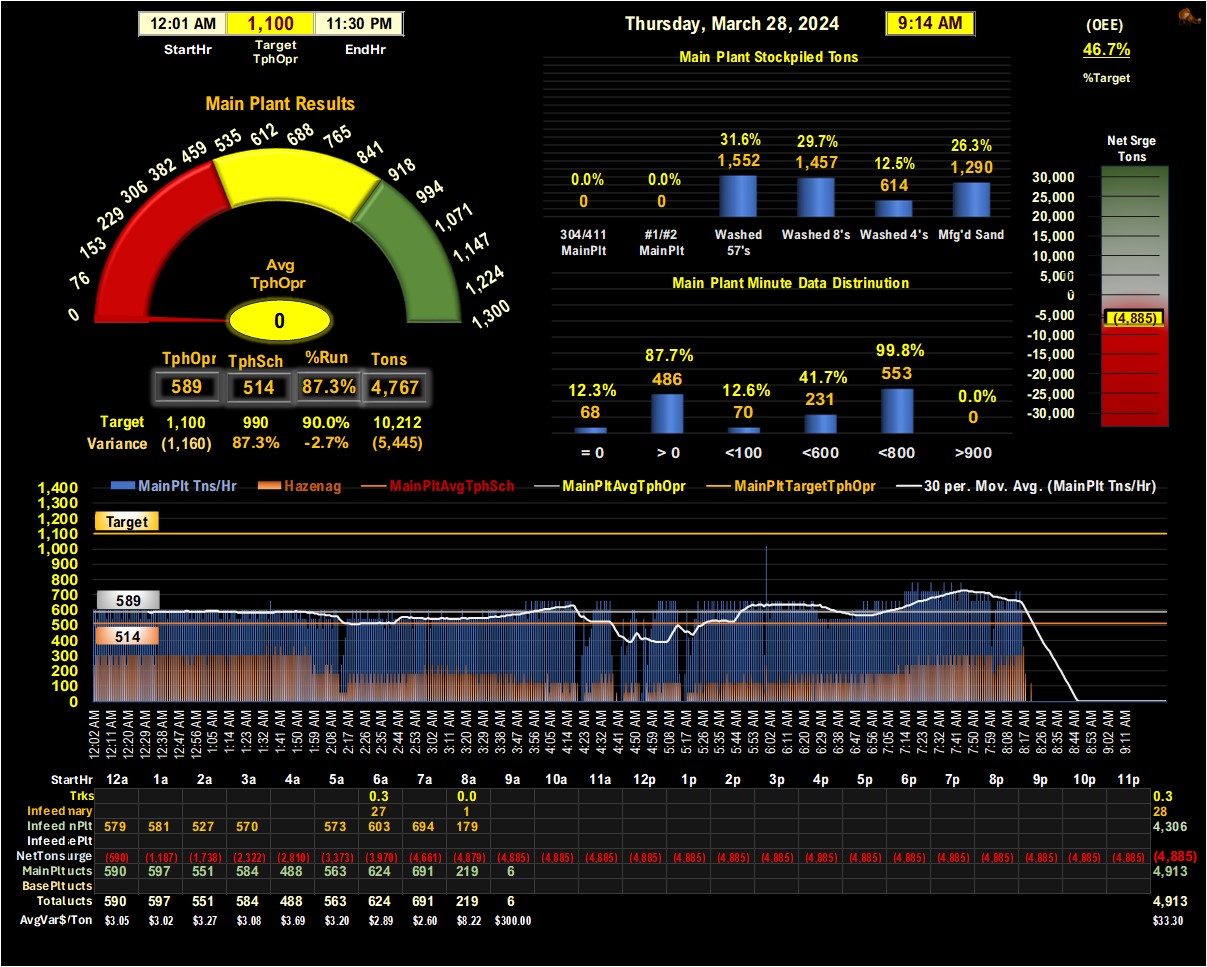 12:01 AM 1,100 11:30 PM
StartHr Target TphOpr EndHr
Thursday, March 28, 2024 9:14 AM
(OEE)
46.7%
%Target
Main Plant Results
0 76 153 229 306 382 459 535 612 688 765 841 918 994 1,071 1,147 1,224 1,300
Avg
TphOpr
0
TphOpr TphSch %Run Tons
589 514 87.3% 4,767
Target 1,100 990 90.0% 10,212
Variance (1,160) 87.3% -2.7% (5,445)
Main Plant Stockpiled Tons
0.0% 0.0% 31.6% 29.7% 12.5% 26.3%
0 0 1,552 1,457 614 1,290
304/411 MainPlt #1/#2 MainPlt Washed 57's Washed 8's Washed 4's Mfg'd Sand
Main Plant Minute Data Distrinution
12.3% 87.7% 12.6% 41.7% 99.8% 0.0%
68 486 70 231 553 0
= 0 > 0 <100 <600 <800 >900
Net Srge
Tons
30,000
25,000
20,000
15,000
10,000
5,000
0
-5,000
(4,885)
-10,000
-15,000
-20,000
-25,000
-30,000
MainPlt Tns/Hr Hazenag MainPltAvgTphSch MainPltAvgTphOpr MainPltTargetTphOpr 30 per. Mov. Avg. (MainPlt Tns/Hr)
1,400
1,300
1,200
1,100
1,000
900
800
700
600
500
400
300
200
100
0
Target
589
514
12:02 AM 12:11 AM 12:20 AM 12:29 AM 12:38 AM 12:47 AM 12:56 AM 1:05 AM 1:14 AM 1:23 AM 1:32 AM 1:41 AM 1:50 AM 1:59 AM 2:08 AM 2:17 AM 2:26 AM 2:35 AM 2:44 AM 2:53 AM 3:02 AM 3:11 AM 3:20 AM 3:29 AM 3:38 AM 3:47 AM 3:56 AM 4:05 AM 4:14 AM 4:23 AM 4:32 AM 4:41 AM 4:50 AM 4:59 AM 5:08 AM 5:17 AM 5:26 AM 5:35 AM 5:44 AM 5:53 AM 6:02 AM 6:11 AM 6:20 AM 6:29 AM 6:38 AM 6:47 AM 6:56 AM 7:05 AM 7:14 AM 7:23 AM 7:32 AM 7:41 AM 7:50 AM 7:59 AM 8:08 AM 8:17 AM 8:26 AM 8:35 AM 8:44 AM 8:53 AM 9:02 AM 9:11 AM
StartHr 12a 1a 2a 3a 4a 5a 6a 7a 8a 9a 10a 11a 12p 1p 2p 3p 4p 5p 6p 7p 8p 9p 10p 11p
Trks 0.3 0.0 0.3
Infeed nary 27 1 28
Infeed nPlt 579 581 527 570 573 603 694 179 4,306
Infeed ePlt
NetTons urge (590) (1,187) (1,738) (2,322) (2,810) (3,373) (3,970) (4,661) (4,879) (4,885) (4,885) (4,885) (4,885) (4,885) (4,885) (4,885) (4,885) (4,885) (4,885) (4,885) (4,885) (4,885) (4,885) (4,885) (4,885)
MainPlt ucts 590 597 551 584 488 563 624 691 219 6 4,913
BasePlt ucts
Total ucts 590 597 551 584 488 563 624 691 219 6 4,913
AvgVar$/Ton $3.05 $3.02 $3.27 $3.08 $3.69 $3.20 $2.89 $2.60 $8.22 $300.00 $33.30